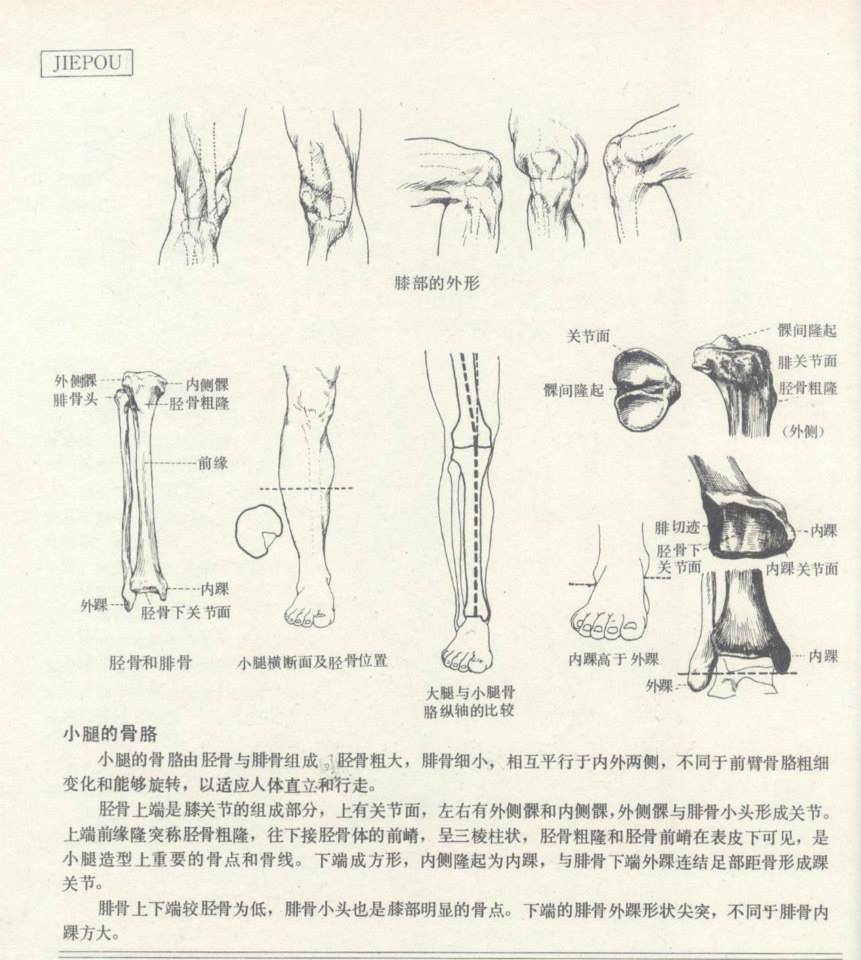 JIEPOU
膝部的外形
关节面
髁间隆起
髁间隆起
腓关节面
胫骨粗隆
（外侧）
外侧髁
腓骨头
内侧髁
胫骨粗隆
前缘
外踝
内踝
胫骨下关节面
胫骨和腓骨
小腿横断面及胫骨位置
大腿与小腿骨
胳纵轴的比较
内踝高于外踝
腓切迹
胫骨下
关节面
内踝
内踝关节面
内踝
外踝
小腿的骨胳
小腿的骨胳由胫骨与腓骨组成。胫骨粗大，腓骨细小，相互平行于内外两侧，不同于前臂骨胳粗细
变化和能够旋转，以适应人体直立和行走。
胫骨上端是膝关节的组成部分，上有关节面，左右有外侧髁和内侧髁，外侧髁与腓骨小头形成关节。
上端前缘隆突称胫骨粗隆，往下接胫骨体的前嵴，呈三棱柱状，胫骨粗隆和胫骨前嵴在表皮下可见，是
小腿造型上重要的骨点和骨线。下端成方形，内侧隆起为内踝，与腓骨下端外踝连结足部距骨形成踝
关节。
腓骨上下端较胫骨为低，腓骨小头也是膝部明显的骨点。下端的腓骨外踝形状尖突，不同于腓骨内
踝方大。